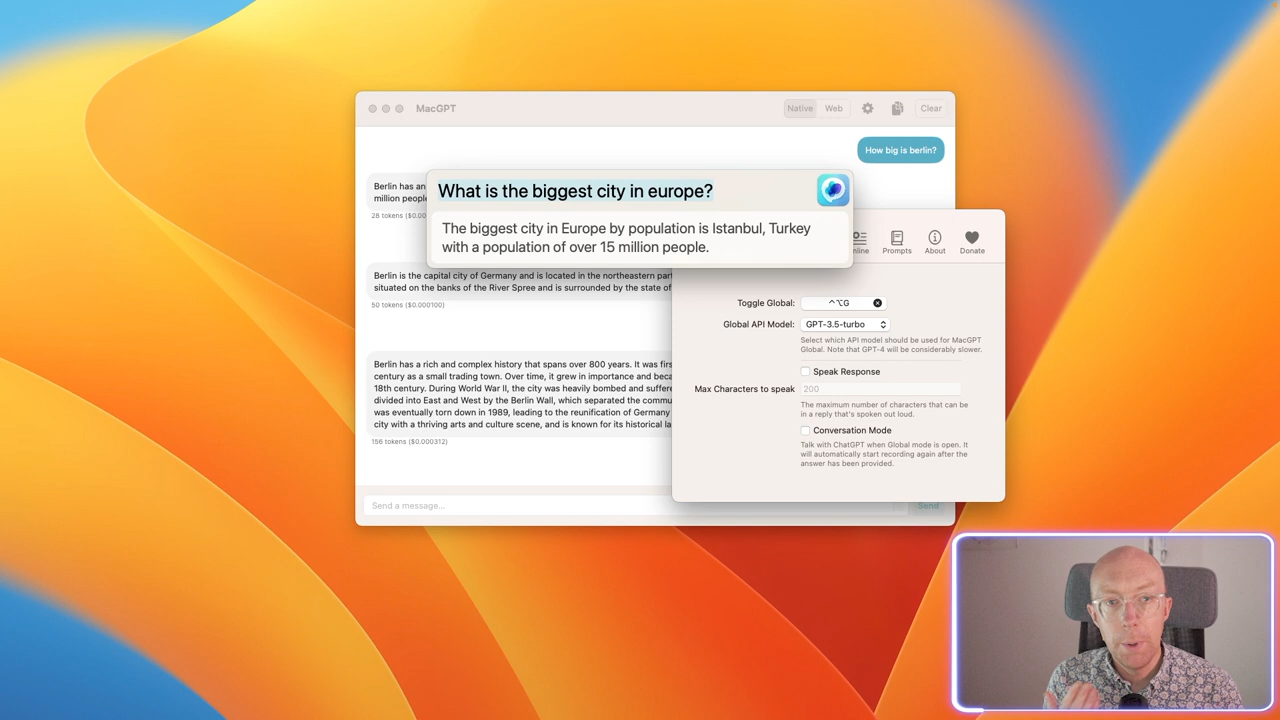 MacGPT
Native
Web
Clear
How big is berlin?
Berlin has an
million people
28 tokens ($0.00
What is the biggest city in europe?
The biggest city in Europe by population is Istanbul, Turkey
with a population of over 15 million people.
Berlin is the capital city of Germany and is located in the northeastern par
situated on the banks of the River Spree and is surrounded by the state of
50 tokens ($0.000100)
Berlin has a rich and complex history that spans over 800 years. It was firs
century as a small trading town. Over time, it grew in importance and beca
18th century. During World War II, the city was heavily bombed and suffere
divided into East and West by the Berlin Wall, which separated the commu
was eventually torn down in 1989, leading to the reunification of Germany
city with a thriving arts and culture scene, and is known for its historical la
156 tokens ($0.000312)
Send a message...
Send
nline
Prompts
About
Donate
Toggle Global:
^⌥G
Global API Model:
GPT-3.5-turbo
Select which API model should be used for MacGPT
Global. Note that GPT-4 will be considerably slower.
Speak Response
Max Characters to speak
200
The maximum number of characters that can be
in a reply that's spoken out loud.
Conversation Mode
Talk with ChatGPT when Global mode is open. It
will automatically start recording again after the
answer has been provided.